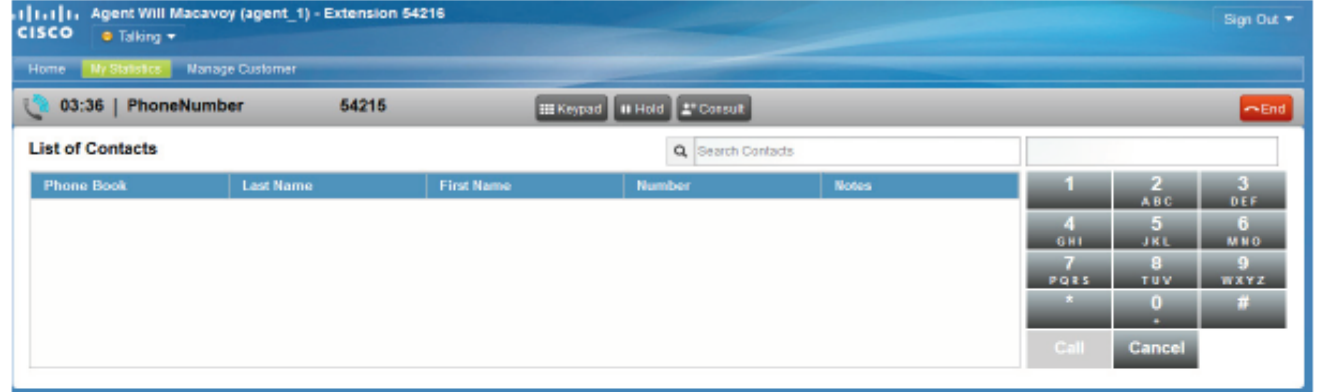 Agent Will Macavoy (agent_1) - Extension 54216
CISCO
Talking
Sign Out
Home My Statistics Manage Customer
03:36 | PhoneNumber 54215 Keypad Hold Consult End
List of Contacts Search Contacts
Phone Book Last Name First Name Number Notes
1 2 3
ABC DEF
4 5 6
GHI JKL MNO
7 8 9
PQRS TUV WXYZ
* 0 #
+
Call Cancel